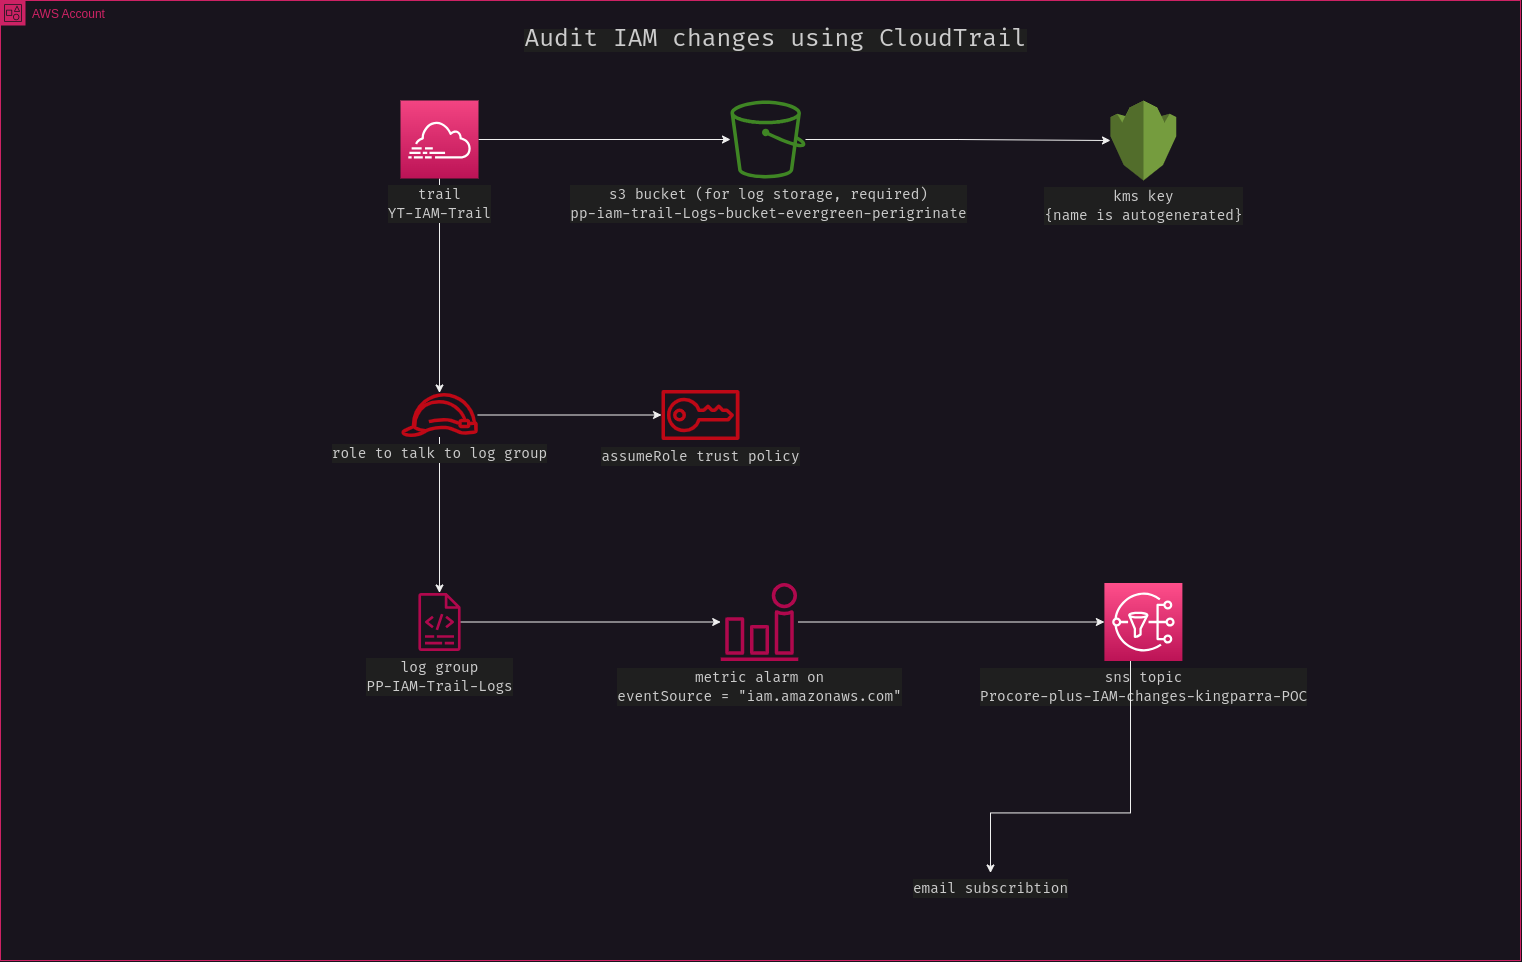 AWS Account
Audit IAM changes using CloudTrail
trail
YT-IAM-Trail
s3 bucket (for log storage, required)
pp-iam-trail-Logs-bucket-evergreen-perigrinate
kms key
{name is autogenerated}
role to talk to log group
assumeRole trust policy
log group
PP-IAM-Trail-Logs
metric alarm on
eventSource = "iam.amazonaws.com"
sns topic
Procore-plus-IAM-changes-kingparra-POC
email subscribtion